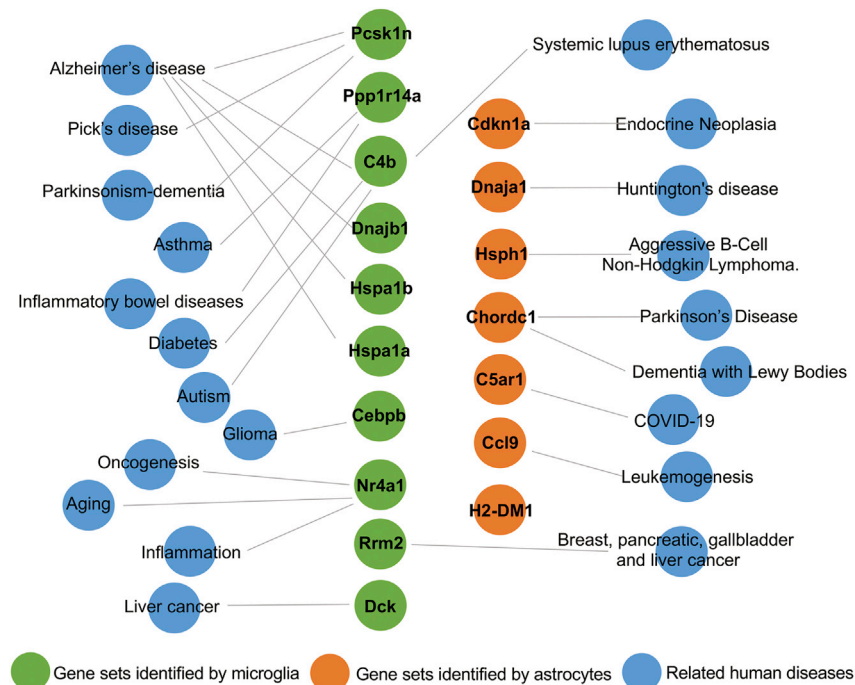 Alzheimer's disease
Pick's disease
Parkinsonism-dementia
Asthma
Inflammatory bowel diseases
Diabetes
Autism
Glioma
Oncogenesis
Aging
Inflammation
Liver cancer
Pcsk1n
Ppp1r14a
C4b
Dnajb1
Hspa1b
Hspa1a
Cebpb
Nr4a1
Rrm2
Dck
Cdkn1a
Dnaja1
Hsph1
Chordc1
C5ar1
Ccl9
H2-DM1
Systemic lupus erythematosus
Endocrine Neoplasia
Huntington's disease
Aggressive B-Cell
Non-Hodgkin Lymphoma.
Parkinson's Disease
Dementia with Lewy Bodies
COVID-19
Leukemogenesis
Breast, pancreatic, gallbladder
and liver cancer
Gene sets identified by microglia
Gene sets identified by astrocytes
Related human diseases